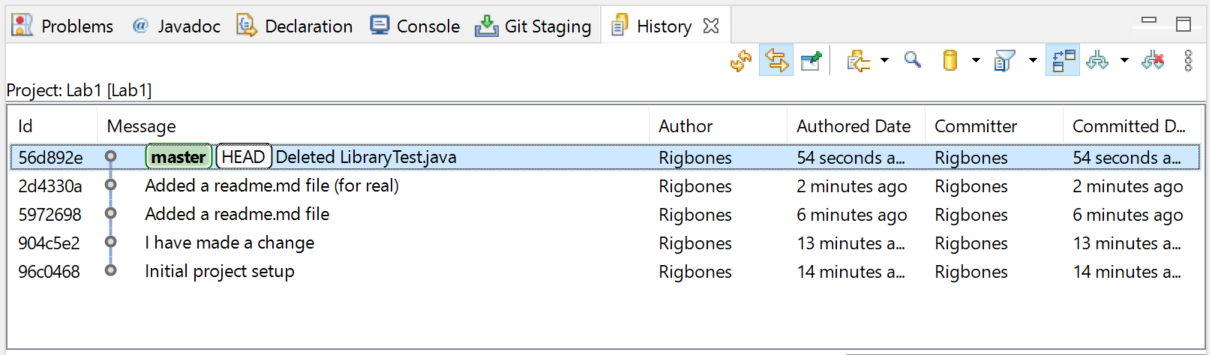 Problems @ Javadoc Declaration Console Git Staging History
Project: Lab1 [Lab1]
Id Message Author Authored Date Committer Committed D...
56d892e master HEAD Deleted LibraryTest.java Rigbones 54 seconds a... Rigbones 54 seconds a...
2d4330a Added a readme.md file (for real) Rigbones 2 minutes ago Rigbones 2 minutes ago
5972698 Added a readme.md file Rigbones 6 minutes ago Rigbones 6 minutes ago
904c5e2 I have made a change Rigbones 13 minutes a... Rigbones 13 minutes a...
96c0468 Initial project setup Rigbones 14 minutes a... Rigbones 14 minutes a...